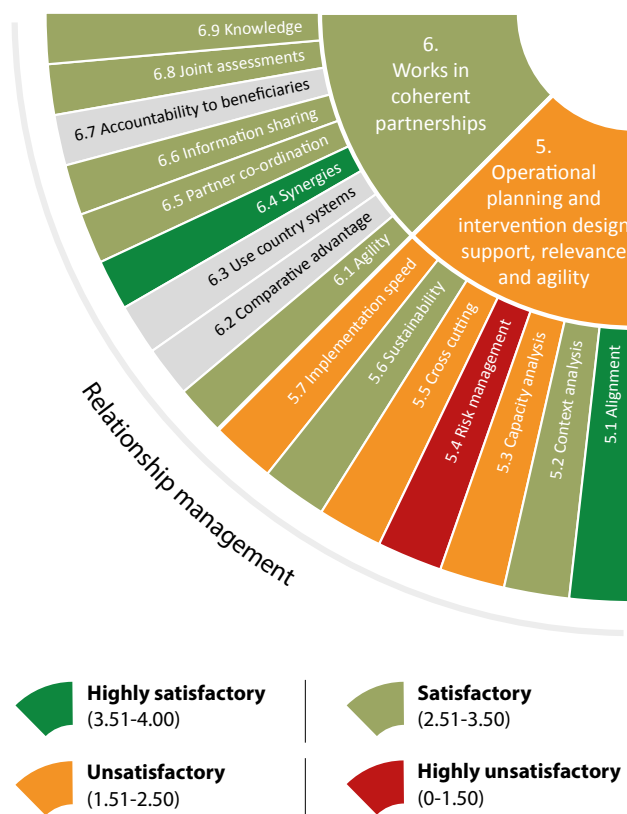 6.9 Knowledge
6.8 Joint assessments
6.7 Accountability to beneficiaries
6.6 Information sharing
6.5 Partner co-ordination
6.4 Synergies
6.3 Use country systems
6.2 Comparative advantage
6.1 Agility
6.
Works in
coherent
partnerships
5.
Operational
planning and
intervention design
support, relevance
and agility
5.7 Implementation speed
5.6 Sustainability
5.5 Cross cutting
5.4 Risk management
5.3 Capacity analysis
5.2 Context analysis
5.1 Alignment
Relationship management
Highly satisfactory
(3.51-4.00)
Satisfactory
(2.51-3.50)
Unsatisfactory
(1.51-2.50)
Highly unsatisfactory
(0-1.50)